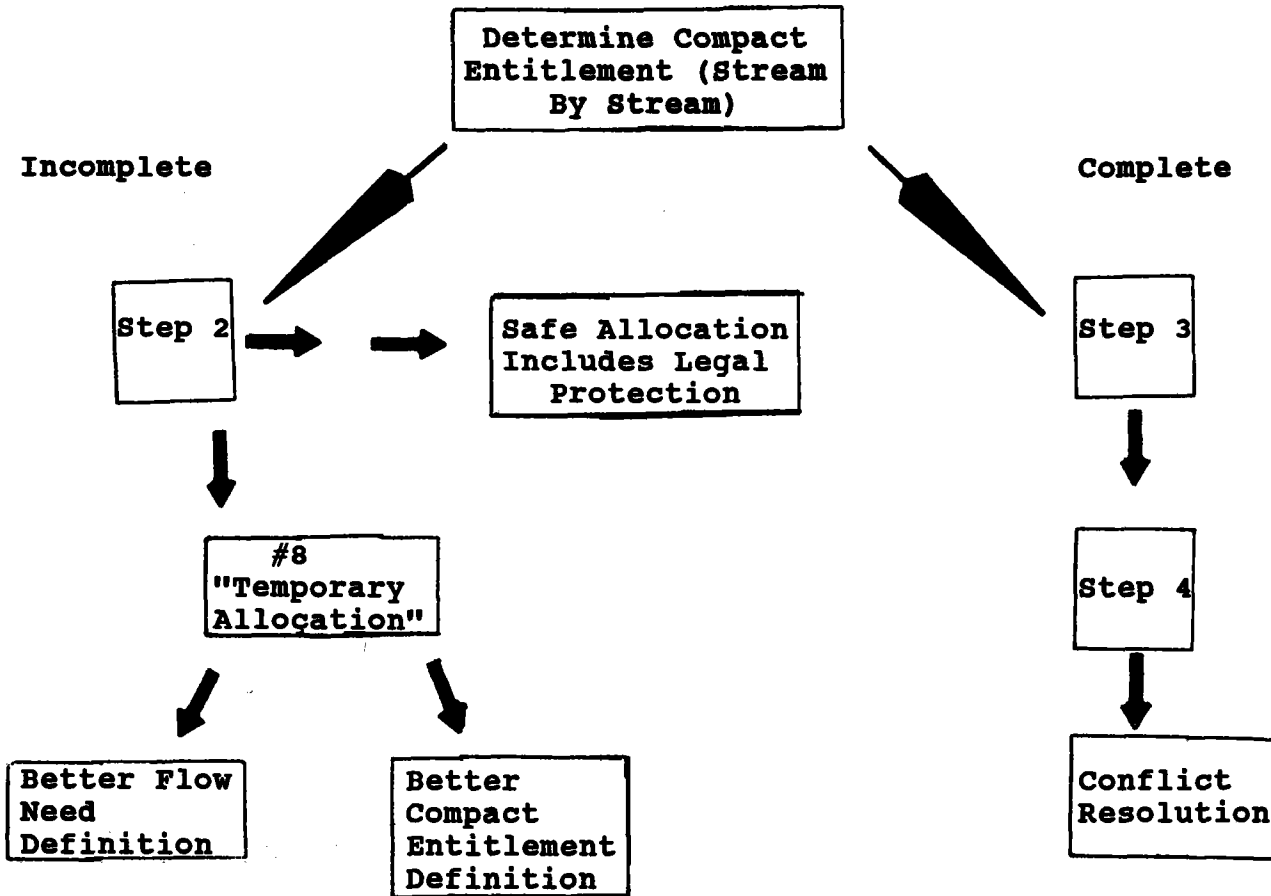 Determine Compact
Entitlement (Stream
By Stream)
Incomplete
Complete
Step 2
Safe Allocation
Includes Legal
Protection
Step 3
#8
"Temporary
Allocation"
Step 4
Better Flow
Need
Definition
Better
Compact
Entitlement
Definition
Conflict
Resolution